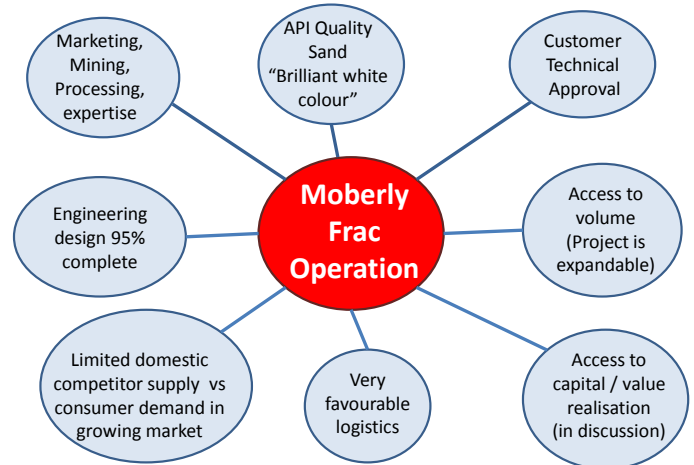 Marketing,
Mining,
Processing,
expertise
API Quality
Sand
“Brilliant white
colour”
Customer
Technical
Approval
Engineering
design 95%
complete
Moberly
Frac
Operation
Access to
volume
(Project is
expandable)
Limited domestic
competitor supply vs
consumer demand in
growing market
Very
favourable
logistics
Access to
capital / value
realisation
(in discussion)